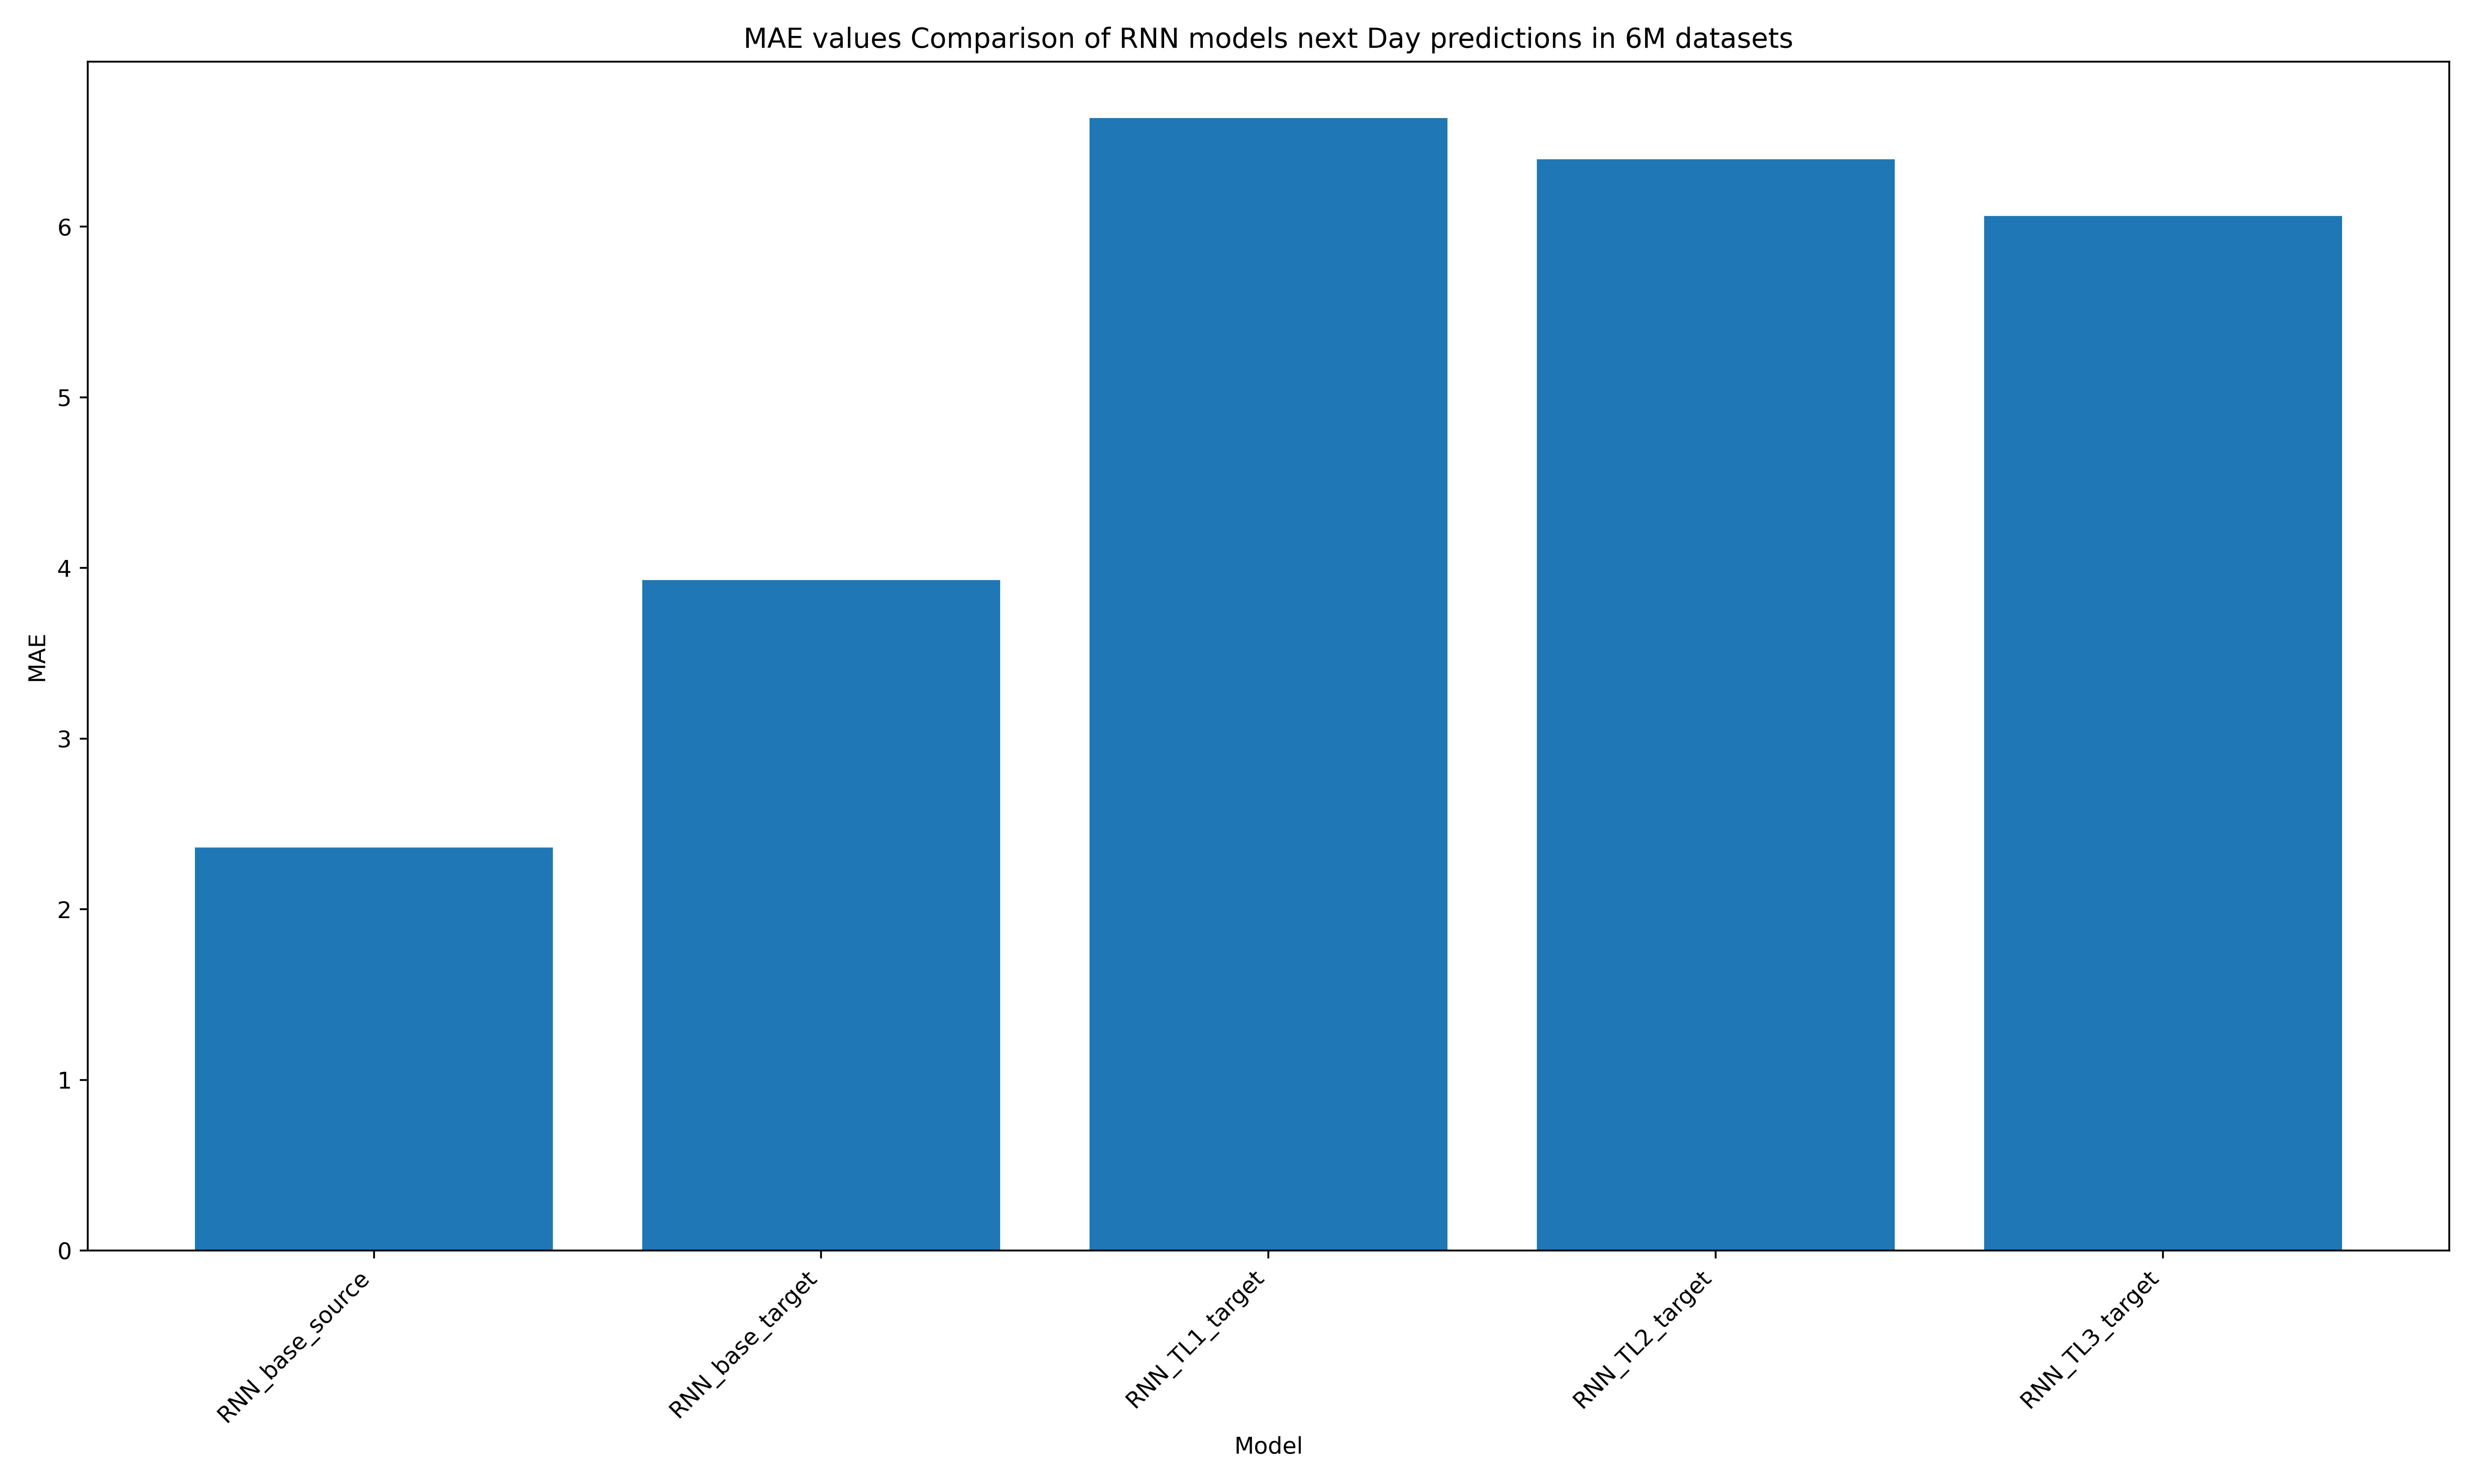 MAE values Comparison of RNN models next Day predictions in 6M datasets
MAE
6
5
4
3
2
1
0
RNN_base_source
RNN_base_target
RNN_TL1_target
RNN_TL2_target
RNN_TL3_target
Model